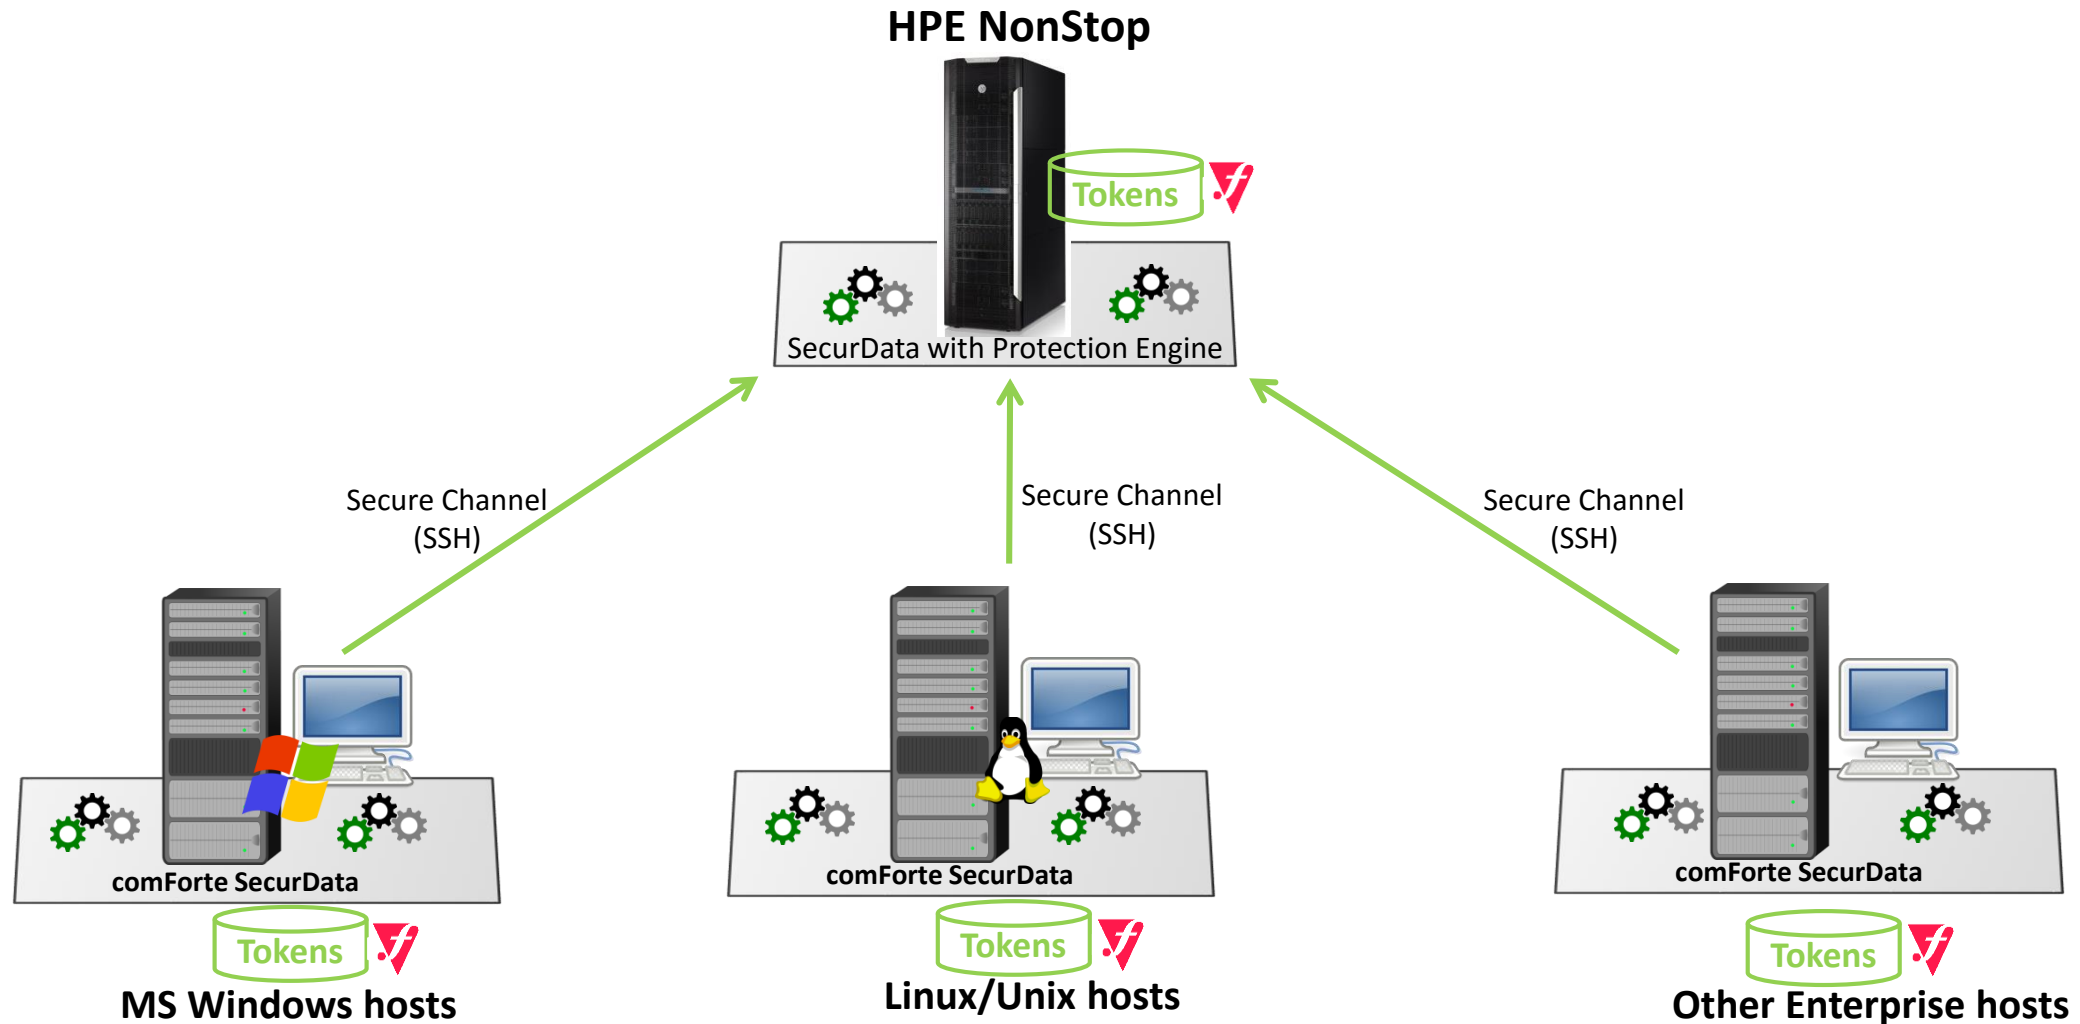 HPE NonStop
Tokens
SecurData with Protection Engine
Secure Channel
(SSH)
Secure Channel
(SSH)
Secure Channel
(SSH)
comForte SecurData
Tokens
MS Windows hosts
comForte SecurData
Tokens
Linux/Unix hosts
comForte SecurData
Tokens
Other Enterprise hosts